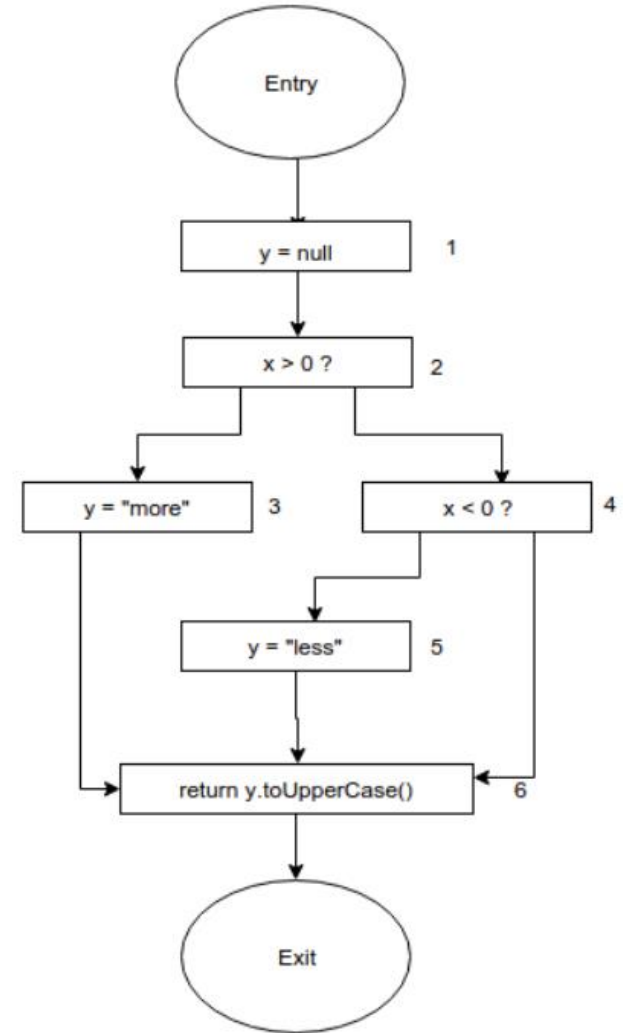 Entry
y = null
1
x > 0 ?
2
y = "more"
3
x < 0 ?
4
y = "less"
5
return y.toUpperCase()
6
Exit